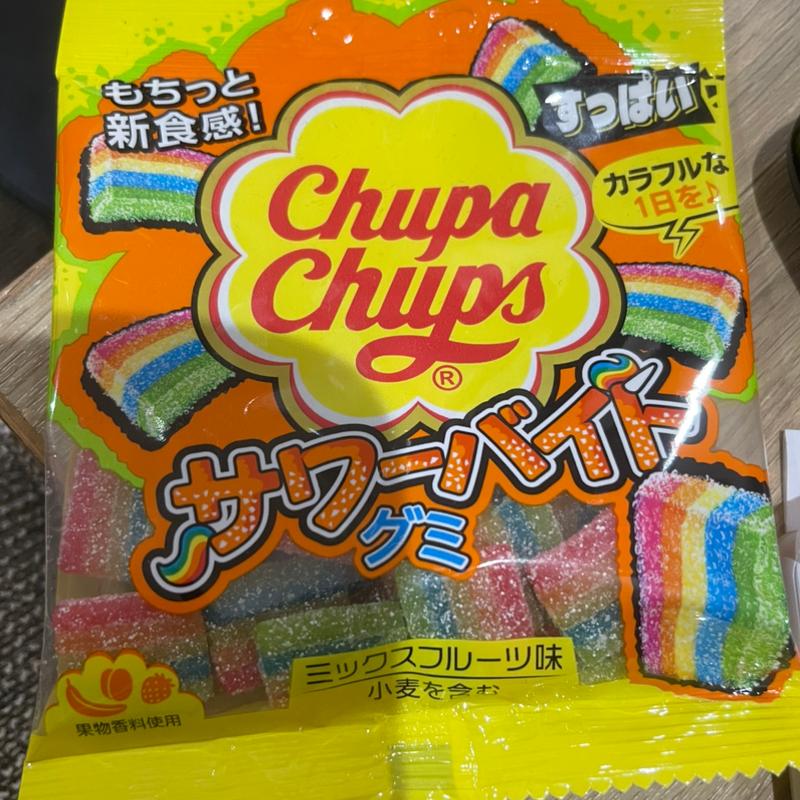 もちっと
新食感!
すっぱい
カラフルな
1日を♪
Chupa
Chups
®
サワーバイト
グミ
ミックスフルーツ味
小麦を含む
果物香料使用